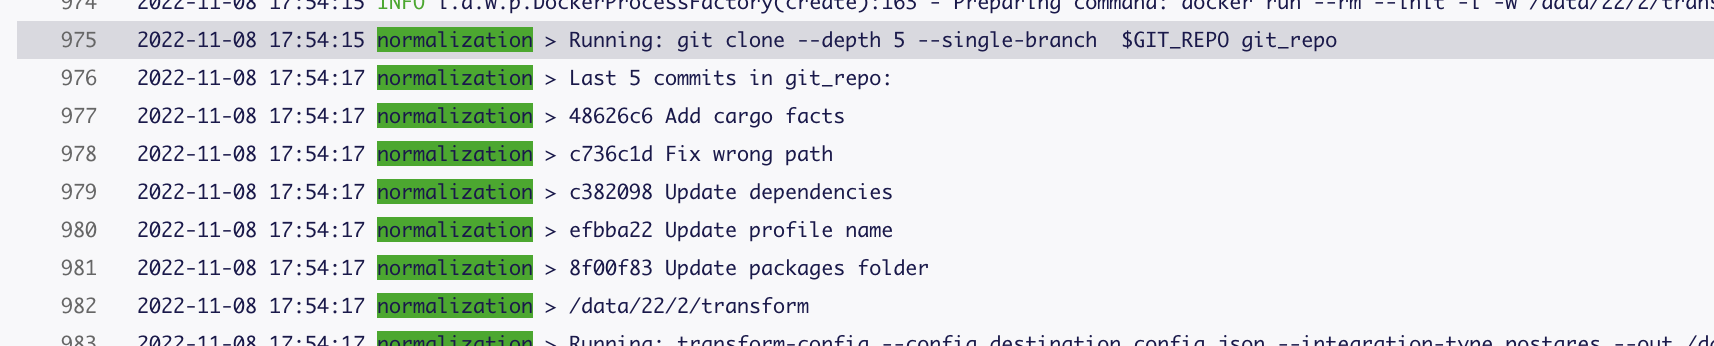 974 2022-11-08 17:54:15 INFO i.a.w.p.DockerProcessFactory(create):163 - Preparing command: docker run --rm --init -i -w /data/22/2/trans
975 2022-11-08 17:54:15 normalization > Running: git clone --depth 5 --single-branch  $GIT_REPO git_repo
976 2022-11-08 17:54:17 normalization > Last 5 commits in git_repo:
977 2022-11-08 17:54:17 normalization > 48626c6 Add cargo facts
978 2022-11-08 17:54:17 normalization > c736c1d Fix wrong path
979 2022-11-08 17:54:17 normalization > c382098 Update dependencies
980 2022-11-08 17:54:17 normalization > efbba22 Update profile name
981 2022-11-08 17:54:17 normalization > 8f00f83 Update packages folder
982 2022-11-08 17:54:17 normalization > /data/22/2/transform
983 2022-11-08 17:54:17 normalization > Running: transform-config --config destination_config.json --integration-type postgres --out /da